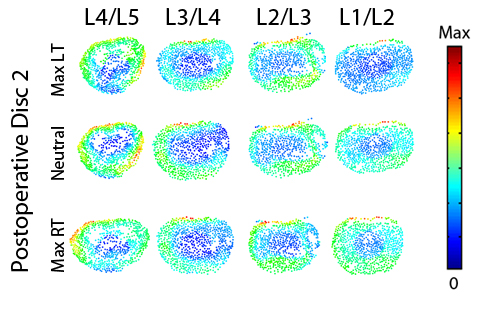 L4/L5 L3/L4 L2/L3 L1/L2
Max
Postoperative Disc 2
Max LT
Neutral
Max RT
0